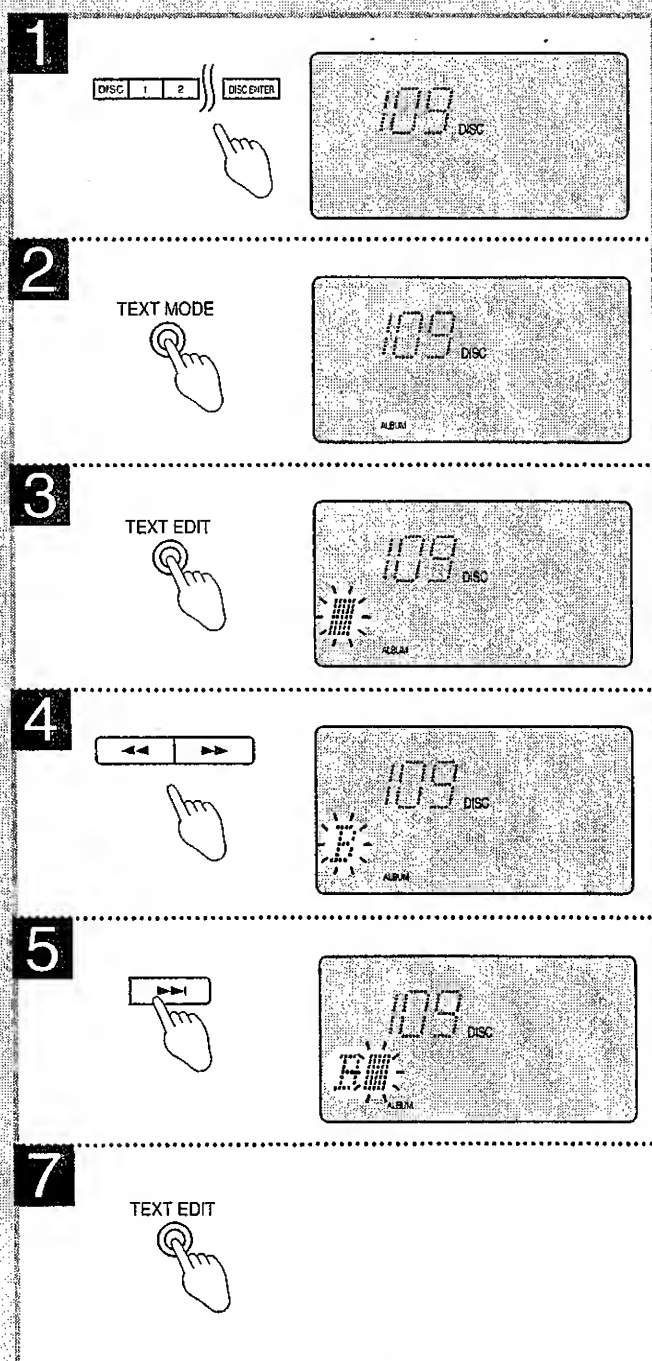 1
DISC 1 2 DISC ENTER
109 DISC
2
TEXT MODE
109 DISC
ALBUM
3
TEXT EDIT
109 DISC
ALBUM
4
◄◄ ►►
109 DISC
B
ALBUM
5
►►I
109 DISC
B
ALBUM
7
TEXT EDIT